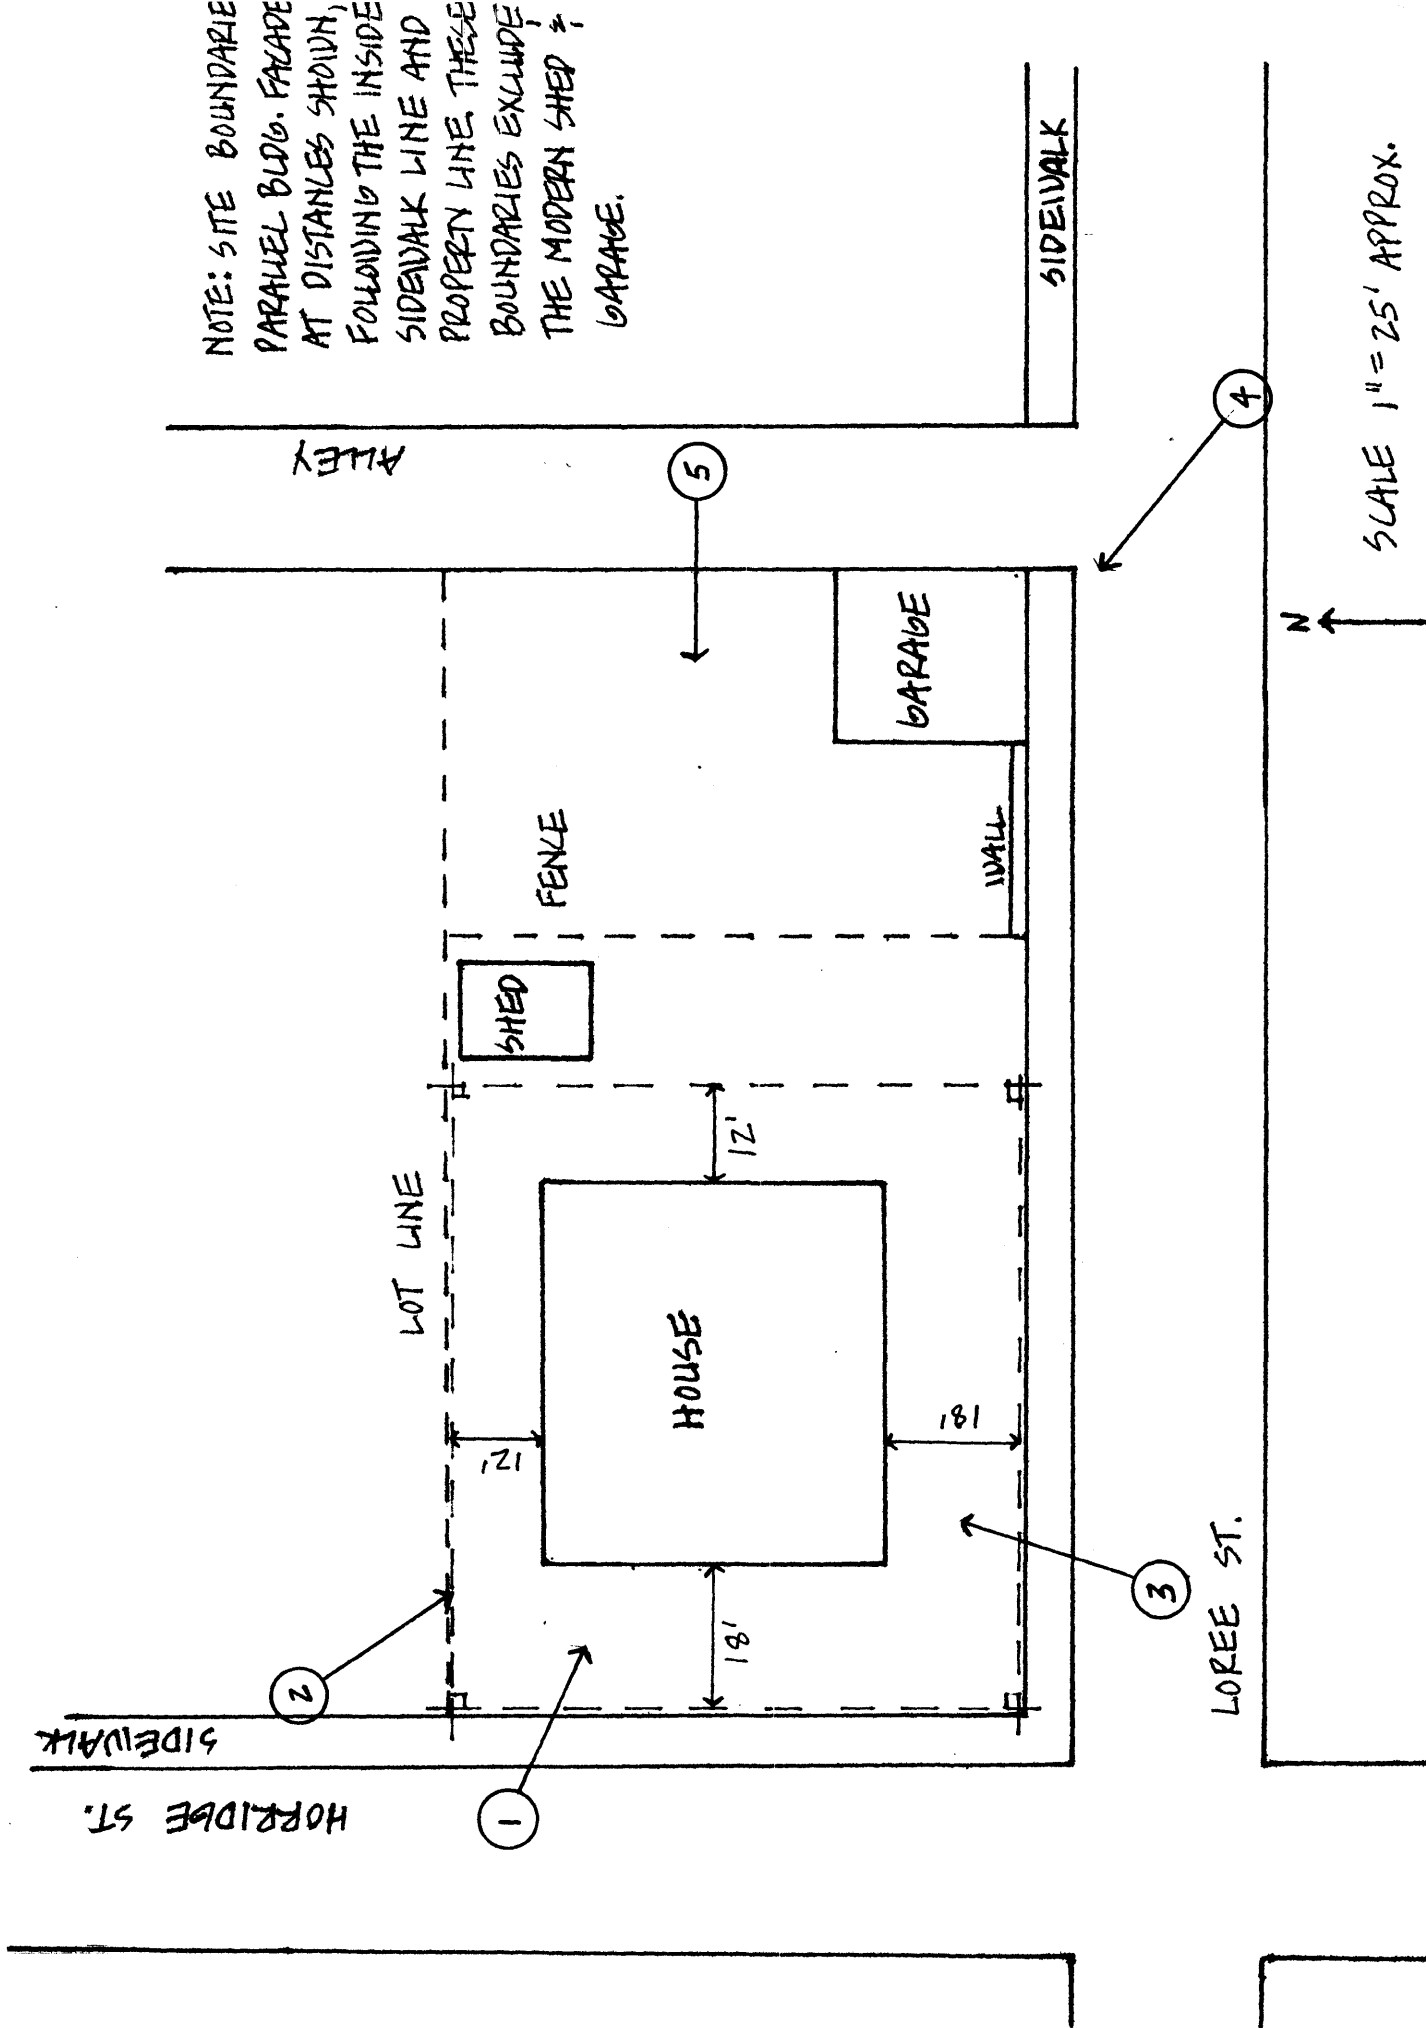 NOTE: SITE BOUNDARIE
PARALLEL BLDG. FACADE
AT DISTANCES SHOWN,
FOLLOWING THE INSIDE
SIDEWALK LINE AND
PROPERTY LINE. THESE
BOUNDARIES EXCLUDE
THE MODERN SHED &
GARAGE.
HORRIDGE ST.
SIDEWALK
ALLEY
1
2
LOT LINE
12'
18'
HOUSE
12'
18'
SHED
FENCE
5
WALL
GARAGE
SIDEWALK
3
4
LOREE ST.
N
SCALE 1" = 25' APPROX.